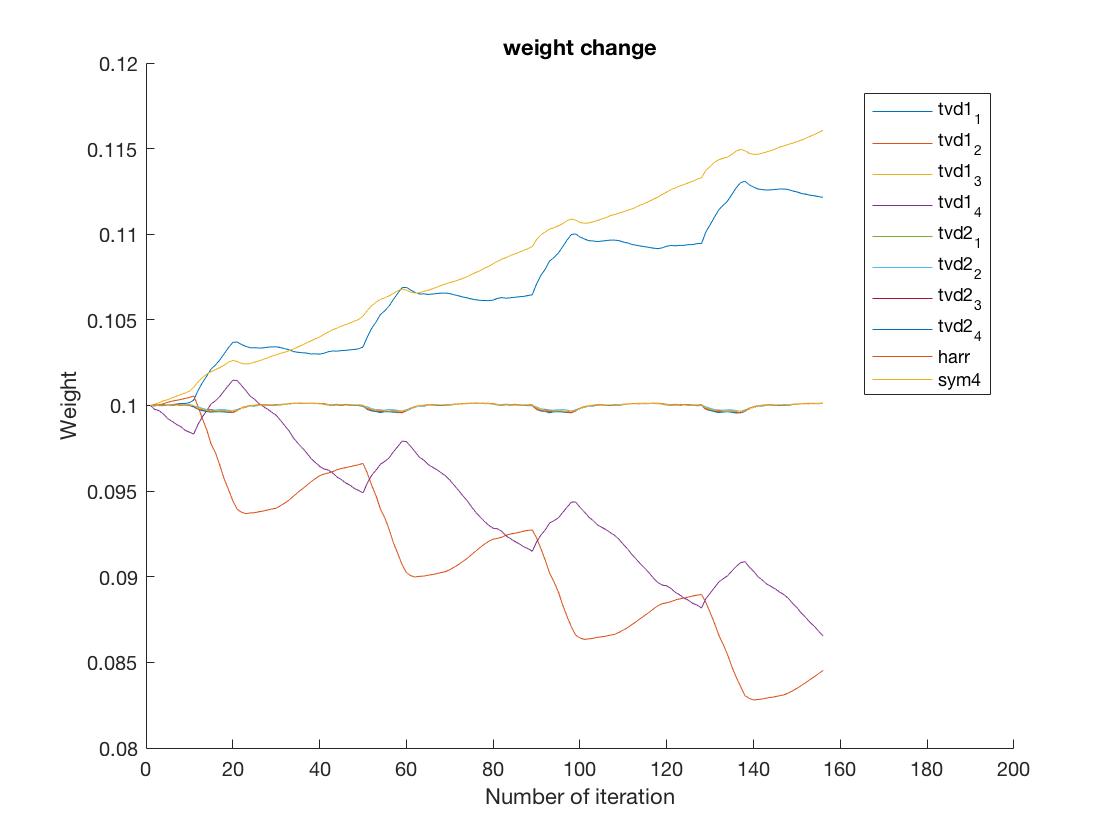 weight change
0.12
0.115
0.11
0.105
0.1
0.095
0.09
0.085
0.08
Weight
0 20 40 60 80 100 120 140 160 180 200
Number of iteration
tvd1₁
tvd1₂
tvd1₃
tvd1₄
tvd2₁
tvd2₂
tvd2₃
tvd2₄
harr
sym4